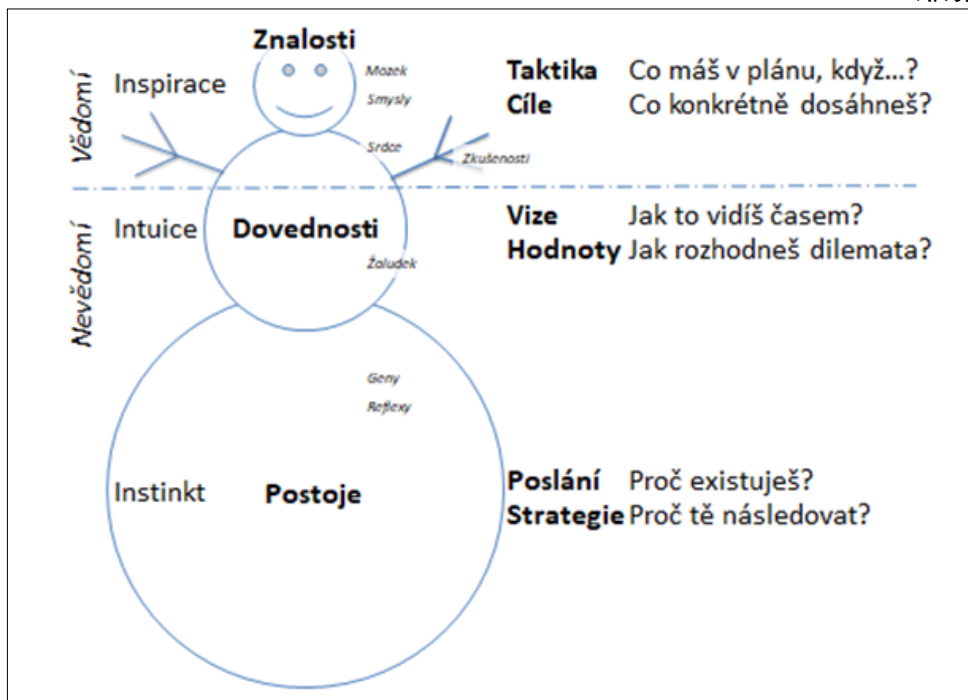 Znalosti
Vědomí
Inspirace
Mozek
Smysly
Srdce
Zkušenosti
Taktika Co máš v plánu, když...?
Cíle Co konkrétně dosáhneš?
Nevědomí
Intuice
Dovednosti
Žaludek
Vize Jak to vidíš časem?
Hodnoty Jak rozhodneš dilemata?
Geny
Reflexy
Instinkt
Postoje
Poslání Proč existuješ?
Strategie Proč tě následovat?